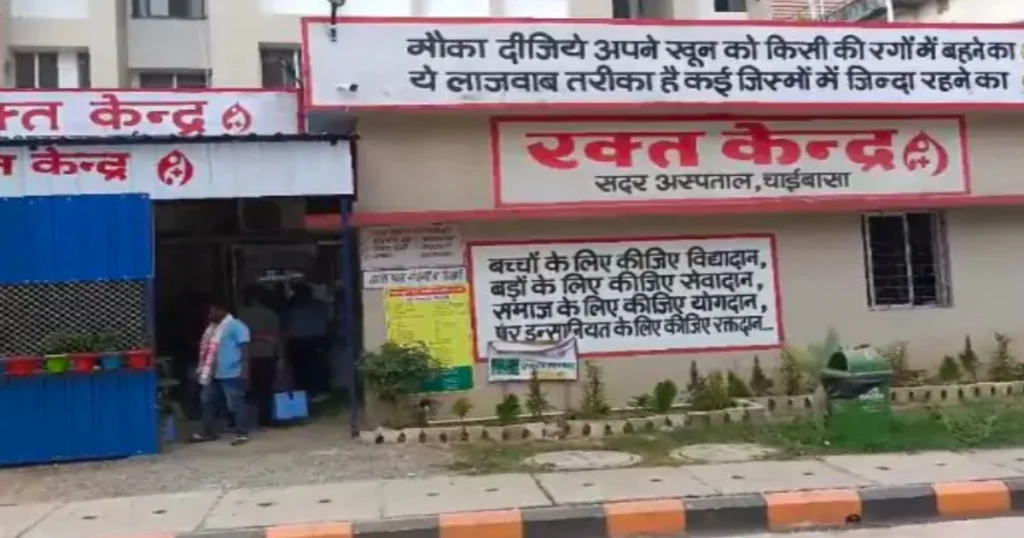 मौका दीजिये अपने खून को किसी की रगों में बहने का
ये लाजवाब तरीका है कई जिस्मों में जिन्दा रहने का
क्त केन्द्र
केन्द्र
रक्त केन्द्र
सदर अस्पताल, चाईबासा
बच्चों के लिए कीजिए विद्यादान,
बड़ों के लिए कीजिए सेवादान,
समाज के लिए कीजिए योगदान,
पर इन्सानियत के लिए कीजिए रक्तदान...